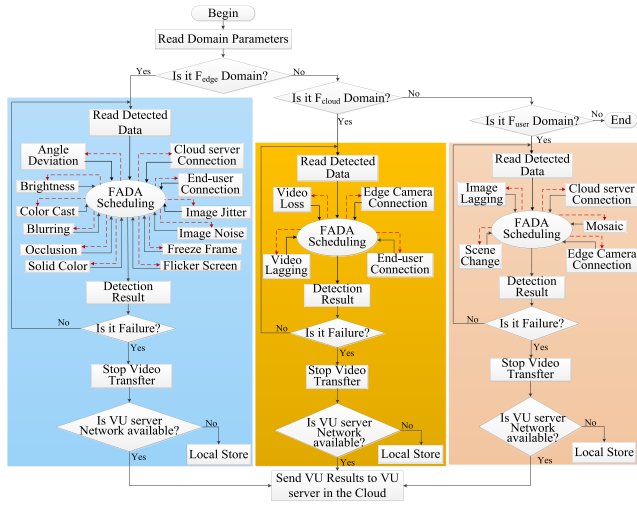 Begin
Read Domain Parameters
Is it Fedge Domain?
Yes
No
Is it Fcloud Domain?
No
Yes
Is it Fuser Domain?
No
End
Yes
Read Detected
Data
Angle
Deviation
Cloud server
Connection
Brightness
End-user
Connection
FADA
Scheduling
Color Cast
Image Jitter
Blurring
Image Noise
Occlusion
Freeze Frame
Solid Color
Flicker Screen
Detection
Result
Is it Failure?
No
Yes
Stop Video
Transfter
Is VU server
Network available?
No
Local Store
Yes
Read Detected
Data
Video
Loss
Edge Camera
Connection
FADA
Scheduling
Video
Lagging
End-user
Connection
Detection
Result
Is it Failure?
No
Yes
Stop Video
Transfter
Is VU server
Network
available?
No
Local Store
Yes
Read Detected
Data
Image
Lagging
Cloud server
Connection
FADA
Scheduling
Mosaic
Scene
Change
Edge Camera
Connection
Detection
Result
Is it Failure?
No
Yes
Stop Video
Transfter
Is VU server
Network
available?
No
Local Store
Yes
Send VU Results to VU
server in the Cloud